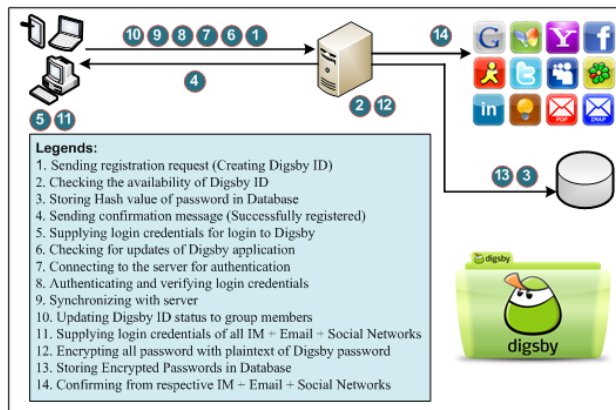 10 9 8 7 6 1
14
4
2 12
5 11
13 3
G Y f
in
POP IMAP
Legends:
1. Sending registration request (Creating Digsby ID)
2. Checking the availability of Digsby ID
3. Storing Hash value of password in Database
4. Sending confirmation message (Successfully registered)
5. Supplying login credentials for login to Digsby
6. Checking for updates of Digsby application
7. Connecting to the server for authentication
8. Authenticating and verifying login credentials
9. Synchronizing with server
10. Updating Digsby ID status to group members
11. Supplying login credentials of all IM + Email + Social Networks
12. Encrypting all password with plaintext of Digsby password
13. Storing Encrypted Passwords in Database
14. Confirming from respective IM + Email + Social Networks
digsby
digsby